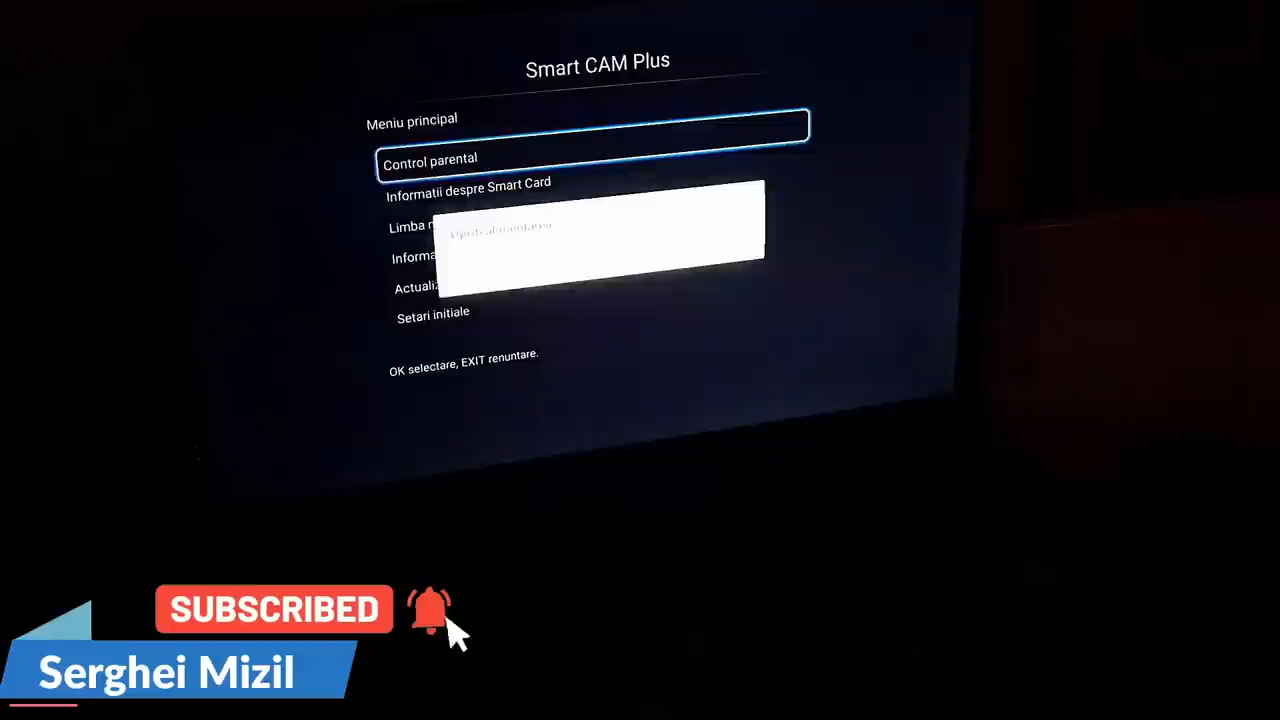 Smart CAM Plus
Meniu principal
Control parental
Informatii despre Smart Card
Limba
Setari initiale
OK selectare, EXIT renuntare.
SUBSCRIBED
Serghei Mizil